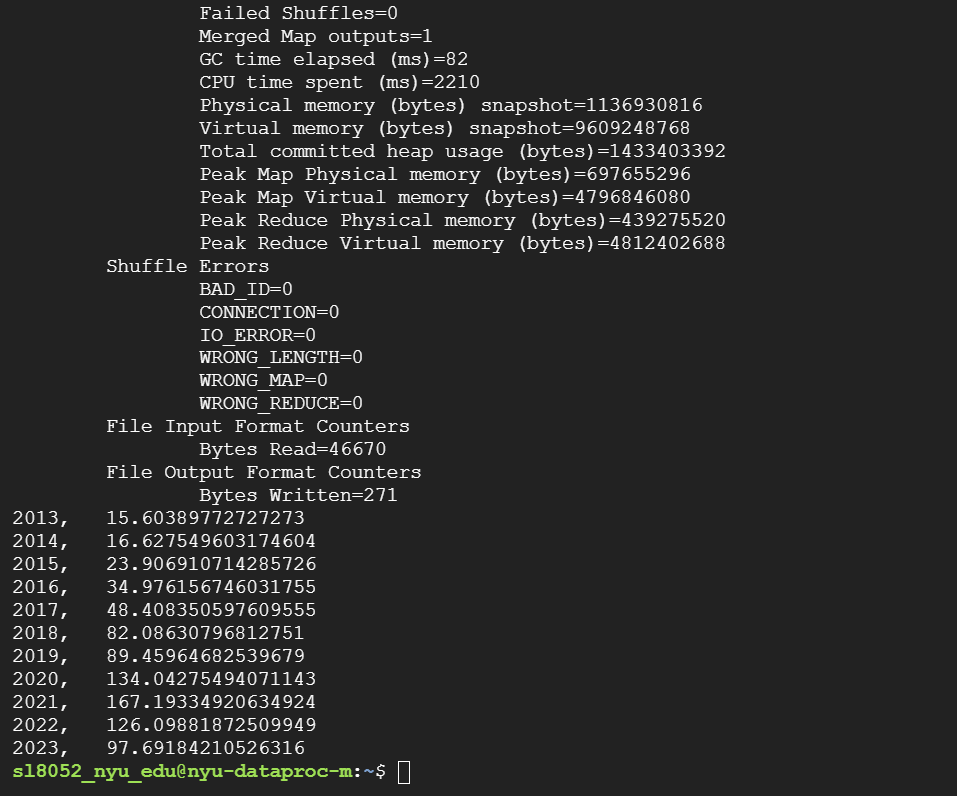 Failed Shuffles=0
Merged Map outputs=1
GC time elapsed (ms)=82
CPU time spent (ms)=2210
Physical memory (bytes) snapshot=1136930816
Virtual memory (bytes) snapshot=9609248768
Total committed heap usage (bytes)=1433403392
Peak Map Physical memory (bytes)=697655296
Peak Map Virtual memory (bytes)=4796846080
Peak Reduce Physical memory (bytes)=439275520
Peak Reduce Virtual memory (bytes)=4812402688
Shuffle Errors
BAD_ID=0
CONNECTION=0
IO_ERROR=0
WRONG_LENGTH=0
WRONG_MAP=0
WRONG_REDUCE=0
File Input Format Counters
Bytes Read=46670
File Output Format Counters
Bytes Written=271
2013, 15.60389772727273
2014, 16.627549603174604
2015, 23.906910714285726
2016, 34.976156746031755
2017, 48.408350597609555
2018, 82.08630796812751
2019, 89.45964682539679
2020, 134.04275494071143
2021, 167.19334920634924
2022, 126.09881872509949
2023, 97.69184210526316
sl8052_nyu_edu@nyu-dataproc-m:~$